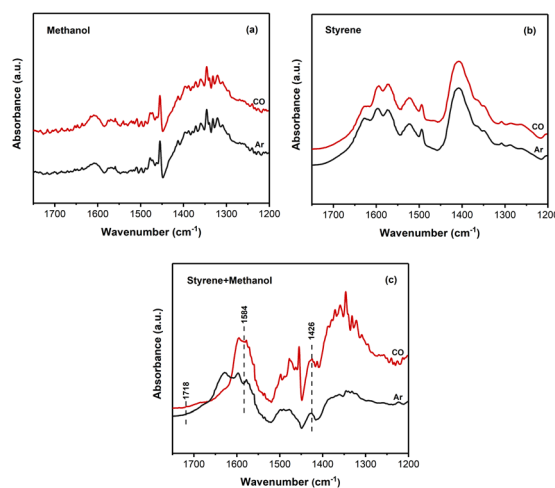 Methanol (a)
CO
Ar
Absorbance (a.u.)
1700 1600 1500 1400 1300 1200
Wavenumber (cm⁻¹)
Styrene (b)
CO
Ar
Absorbance (a.u.)
1700 1600 1500 1400 1300 1200
Wavenumber (cm⁻¹)
Styrene+Methanol (c)
1718
1584
1426
CO
Ar
Absorbance (a.u.)
1700 1600 1500 1400 1300 1200
Wavenumber (cm⁻¹)